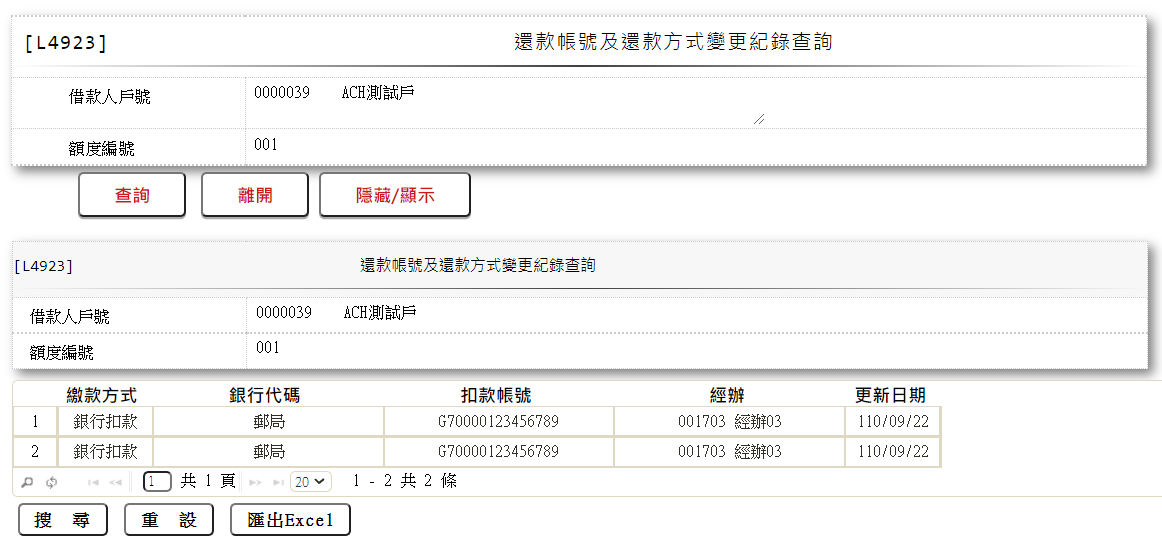 [L4923] 還款帳號及還款方式變更紀錄查詢
借款人戶號 0000039 ACH測試戶
額度編號 001
查詢 離開 隱藏/顯示
[L4923] 還款帳號及還款方式變更紀錄查詢
借款人戶號 0000039 ACH測試戶
額度編號 001
繳款方式 銀行代碼 扣款帳號 經辦 更新日期
1 銀行扣款 郵局 G70000123456789 001703 經辦03 110/09/22
2 銀行扣款 郵局 G70000123456789 001703 經辦03 110/09/22
1 共 1 頁 20 1 - 2 共 2 條
搜 尋 重 設 匯出Excel